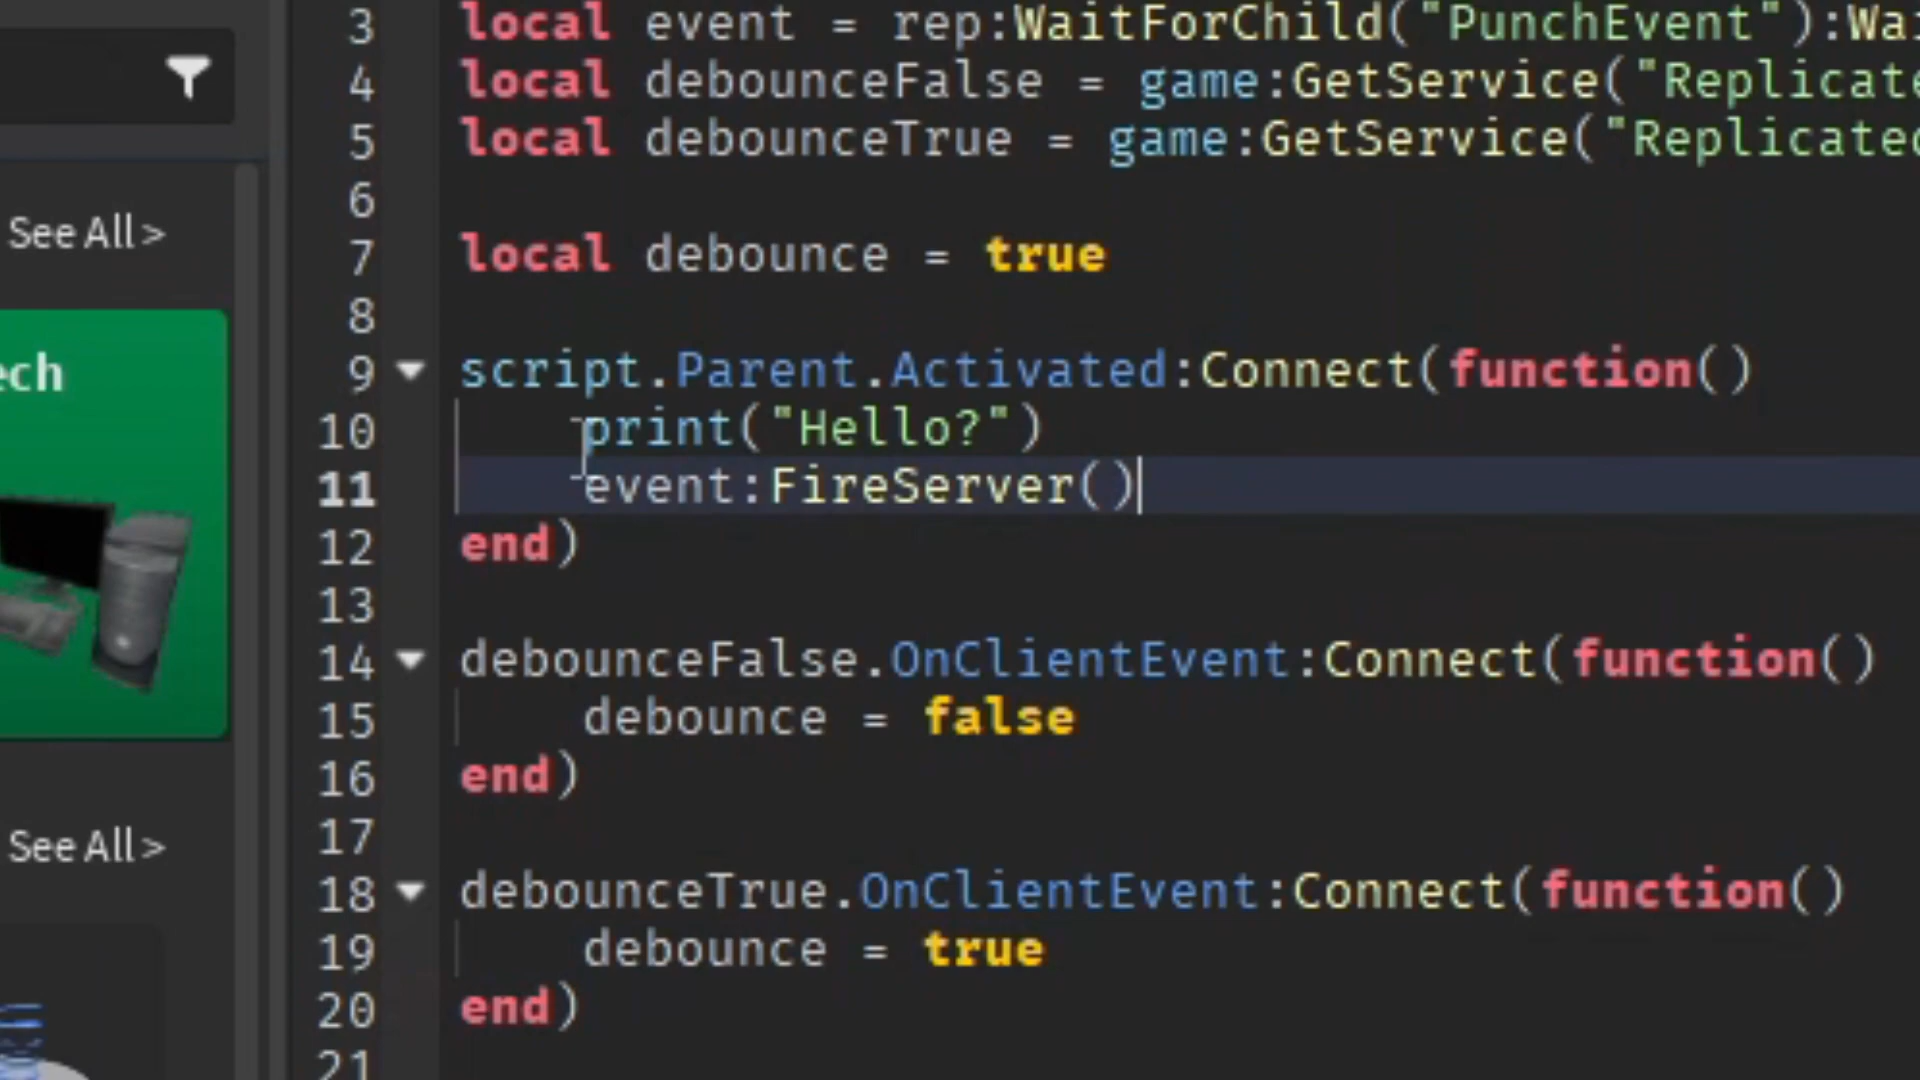 3 local event = rep:WaitForChild("PunchEvent"):Wai
4 local debounceFalse = game:GetService("Replicate
5 local debounceTrue = game:GetService("Replicated
6
7 local debounce = true
8
9 script.Parent.Activated:Connect(function()
10 print("Hello?")
11 event:FireServer()
12 end)
13
14 debounceFalse.OnClientEvent:Connect(function()
15 debounce = false
16 end)
17
18 debounceTrue.OnClientEvent:Connect(function()
19 debounce = true
20 end)
21
See All >
ech
See All >